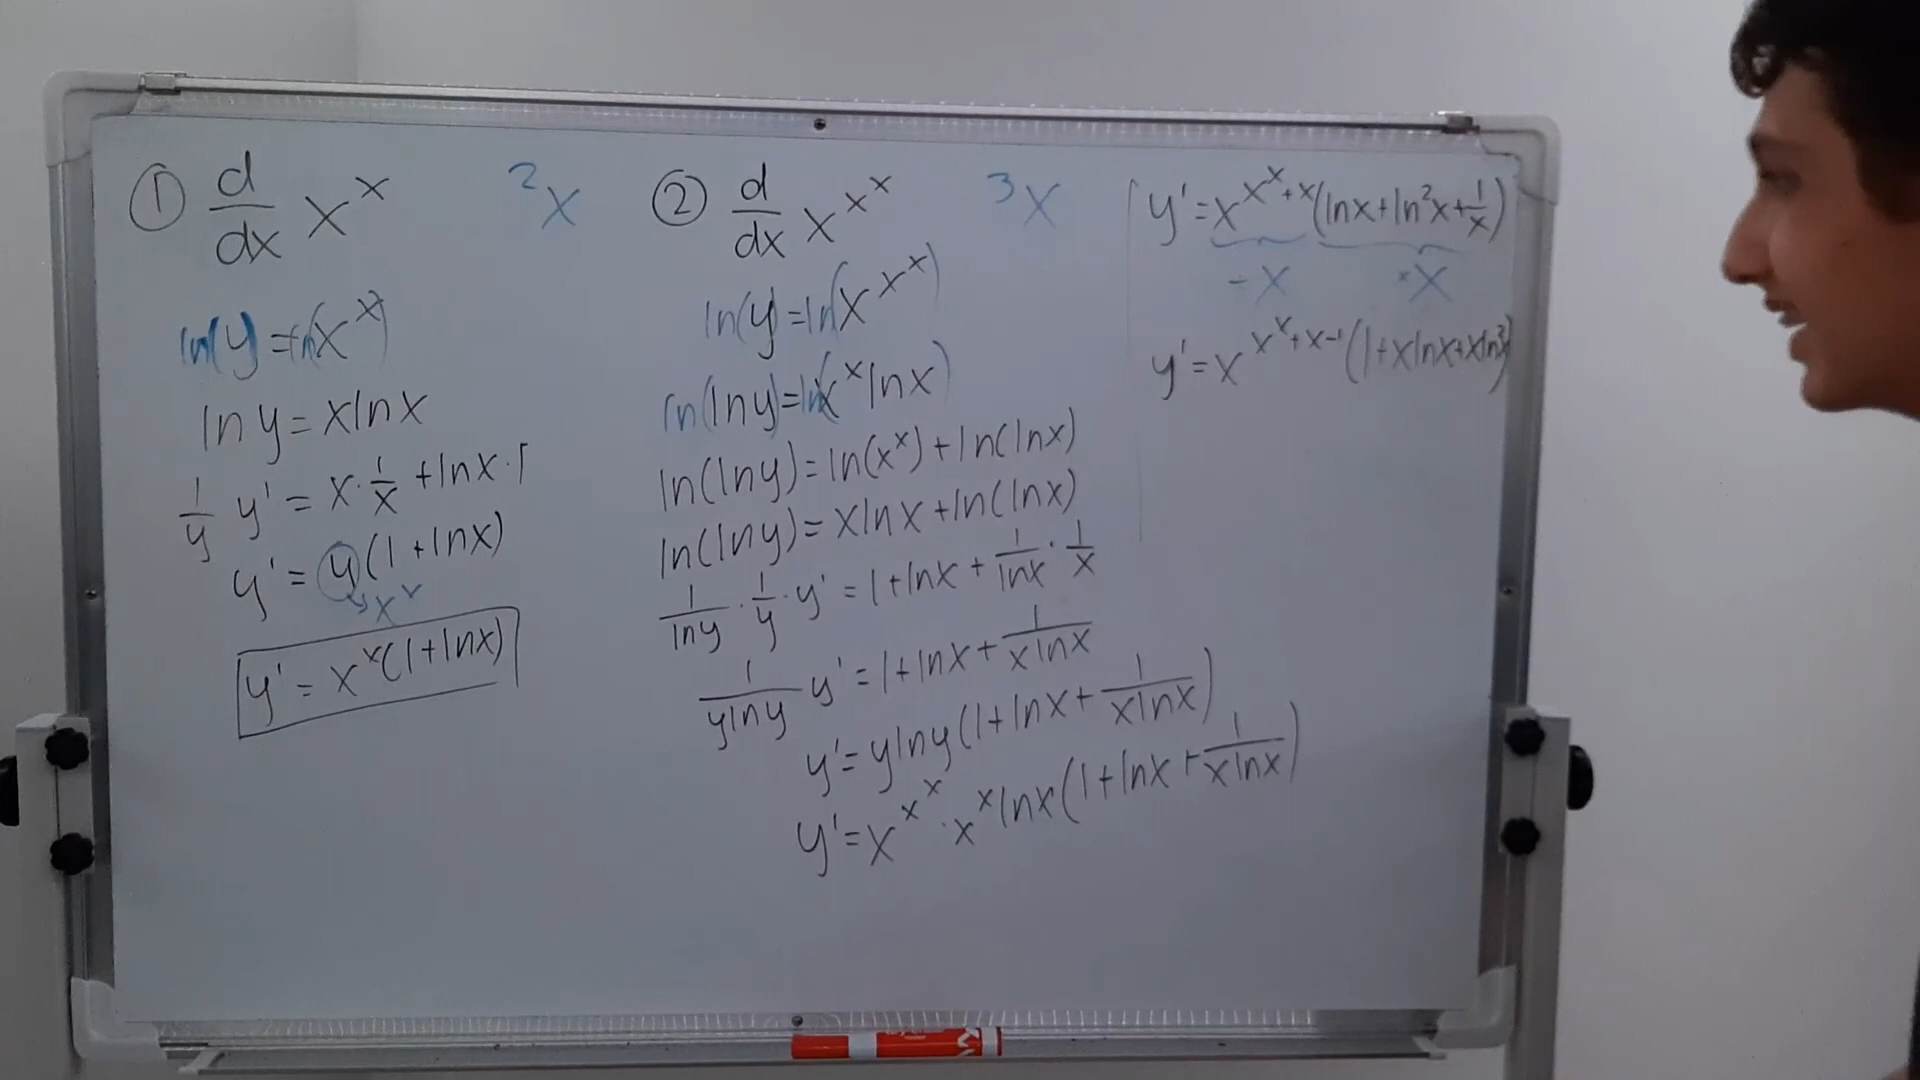 ① d/dx x^x ²x
ln(y)=ln(x^x)
ln y = x ln x
1/y y' = x · 1/x + ln x · 1
y' = y(1 + ln x)
x^x
y' = x^x(1+ln x)
② d/dx x^x^x ³x
ln(y)=ln(x^x^x)
ln(ln y)=ln(x^x ln x)
ln(ln y)=ln(x^x)+ln(ln x)
ln(ln y)= x ln x+ln(ln x)
1/ln y · 1/y · y' = 1+ln x + 1/ln x · 1/x
1/y ln y y' = 1+ln x+ 1/x ln x
y'= y ln y (1+ln x+ 1/x ln x)
y'= x^x^x · x^x ln x(1+ln x+ 1/x ln x)
y'= x^(x^x+x) (ln x+ln²x+1/x)
÷x ·x
y'= x^(x^x+x-1) (1+x ln x+x ln²x)